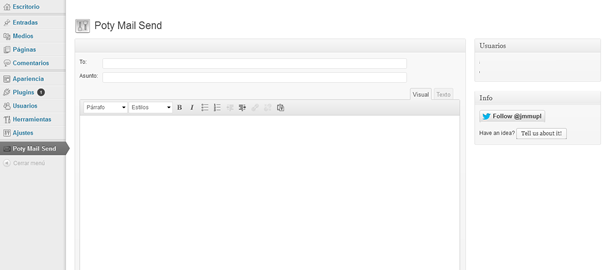 Escritorio
Entradas
Medios
Páginas
Comentarios
Apariencia
Plugins
Usuarios
Herramientas
Ajustes
Poty Mail Send
Cerrar menú
Poty Mail Send
To:
Asunto:
Visual Texto
Párrafo Estilos B I
Usuarios
Info
Follow @jmmupl
Have an idea? Tell us about it!